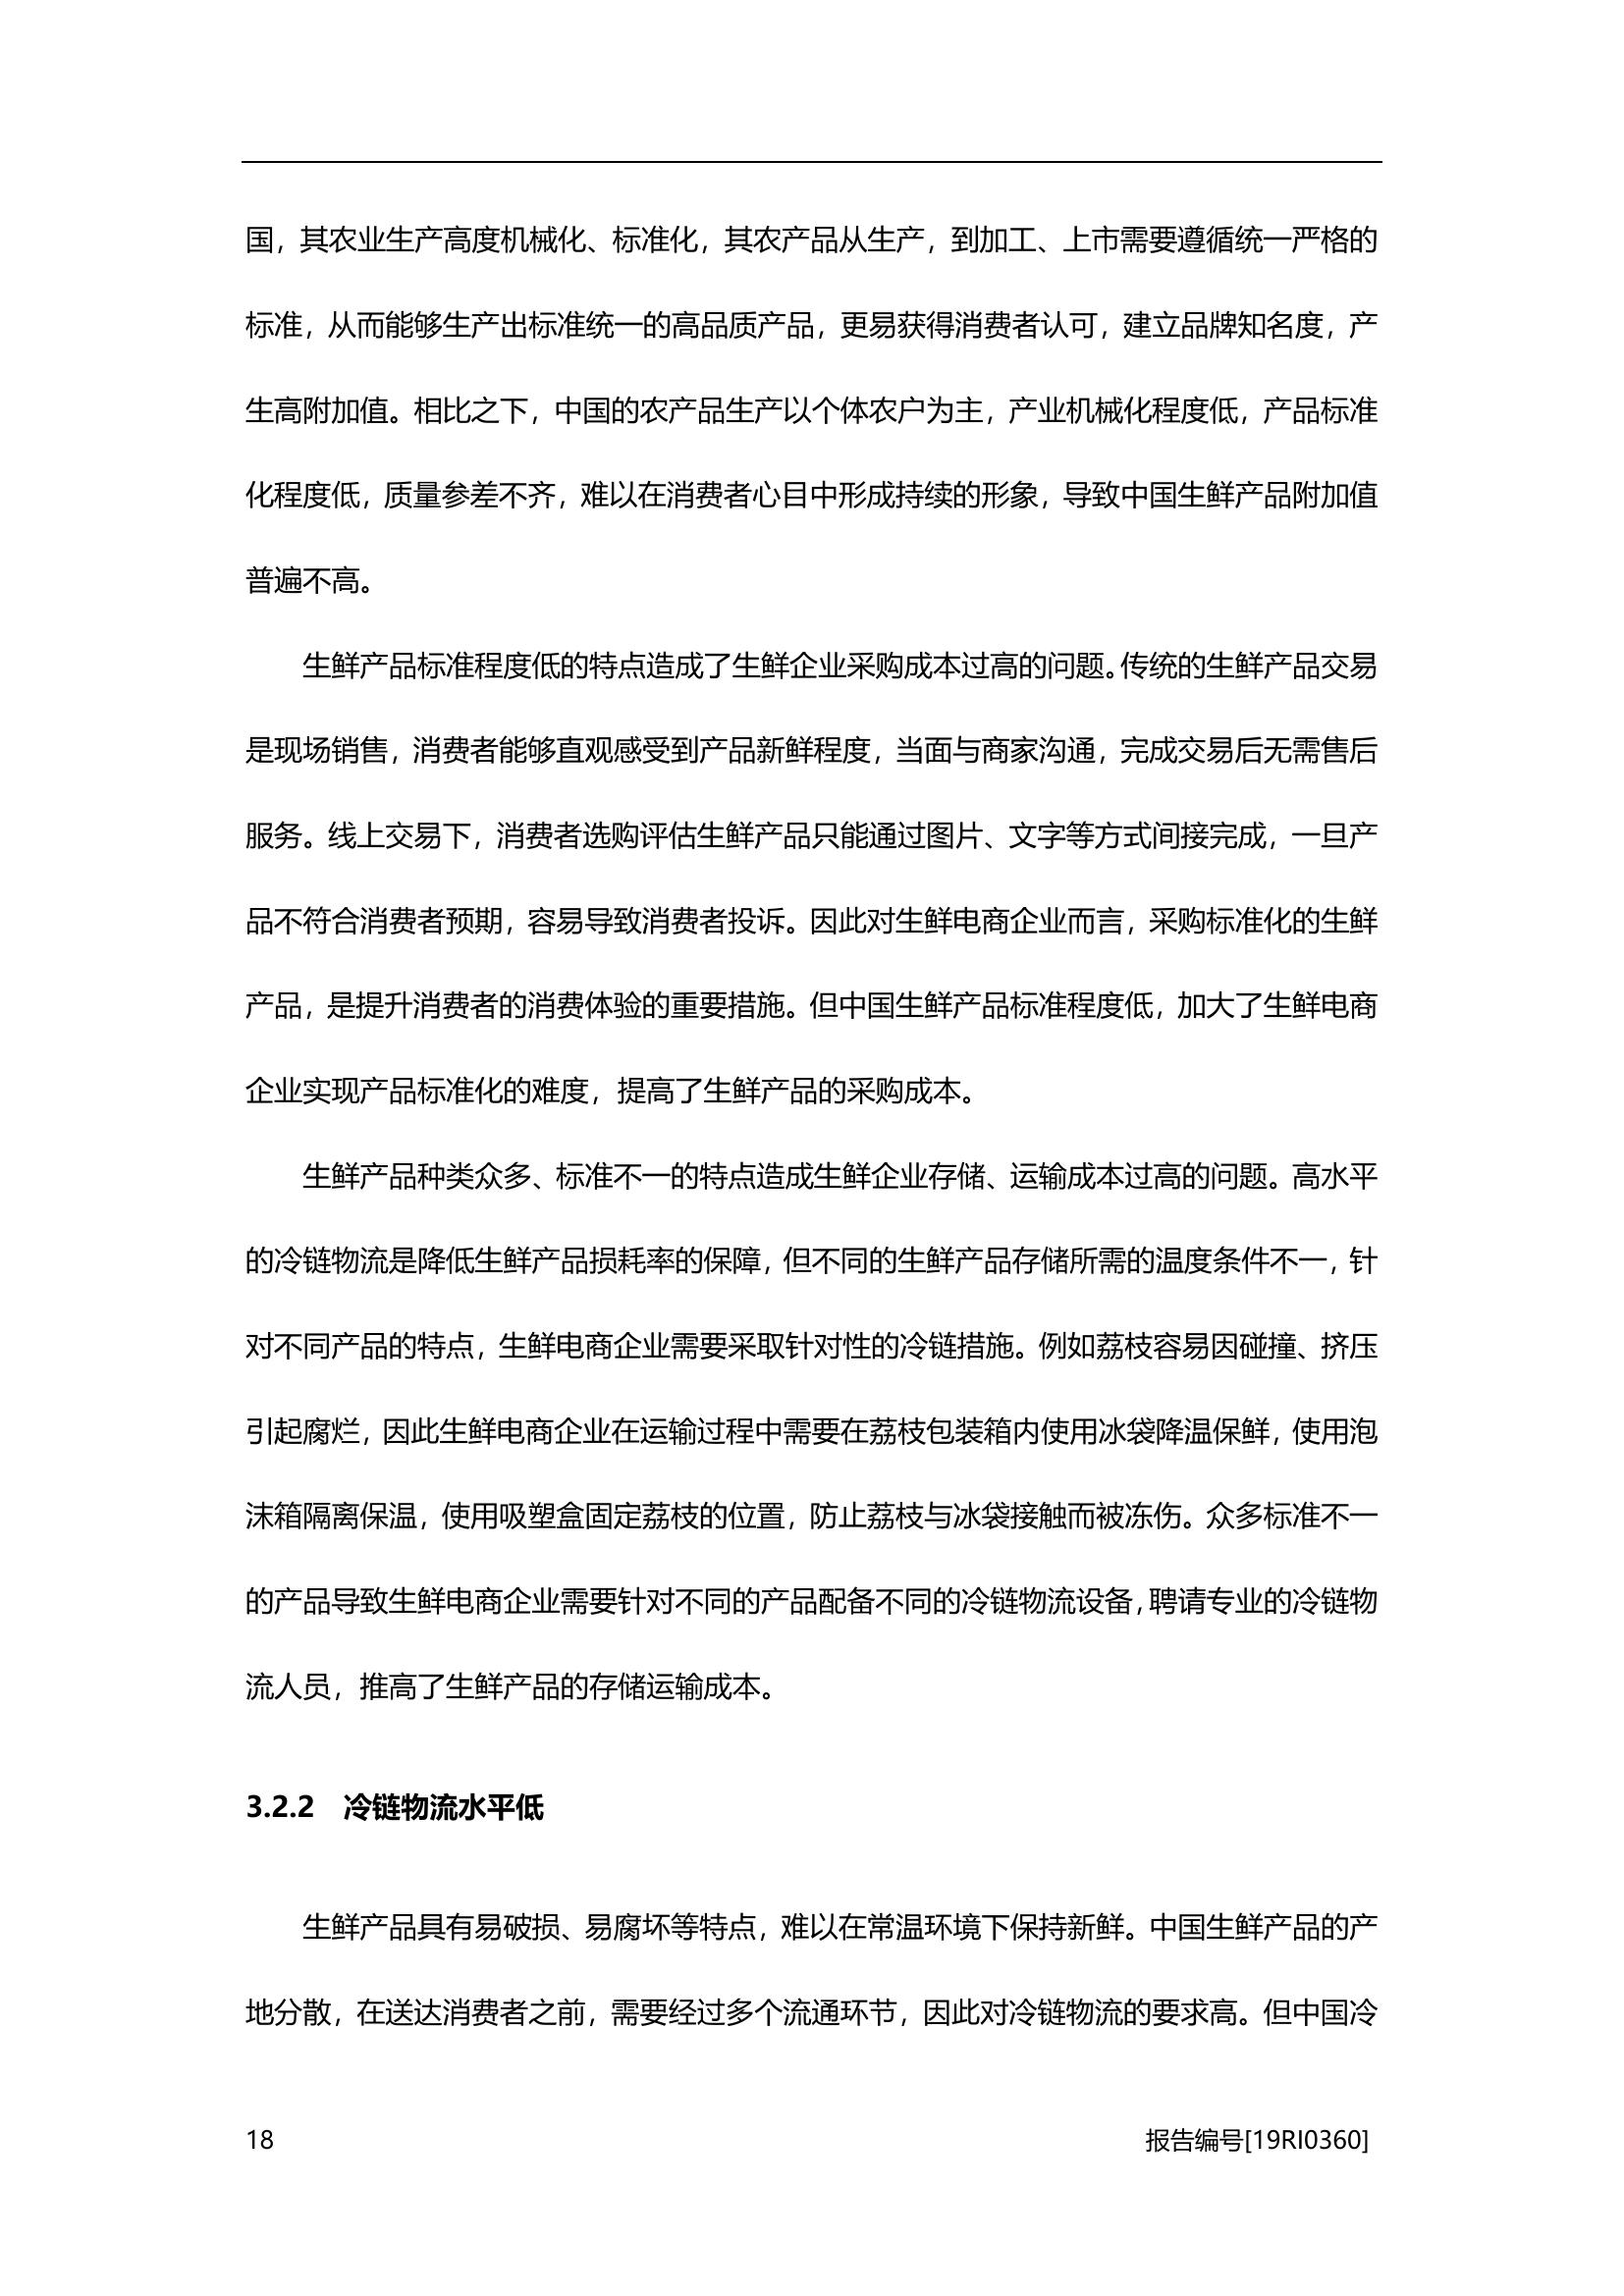 国，其农业生产高度机械化、标准化，其农产品从生产，到加工、上市需要遵循统一严格的
标准，从而能够生产出标准统一的高品质产品，更易获得消费者认可，建立品牌知名度，产
生高附加值。相比之下，中国的农产品生产以个体农户为主，产业机械化程度低，产品标准
化程度低，质量参差不齐，难以在消费者心目中形成持续的形象，导致中国生鲜产品附加值
普遍不高。
生鲜产品标准程度低的特点造成了生鲜企业采购成本过高的问题。传统的生鲜产品交易
是现场销售，消费者能够直观感受到产品新鲜程度，当面与商家沟通，完成交易后无需售后
服务。线上交易下，消费者选购评估生鲜产品只能通过图片、文字等方式间接完成，一旦产
品不符合消费者预期，容易导致消费者投诉。因此对生鲜电商企业而言，采购标准化的生鲜
产品，是提升消费者的消费体验的重要措施。但中国生鲜产品标准程度低，加大了生鲜电商
企业实现产品标准化的难度，提高了生鲜产品的采购成本。
生鲜产品种类众多、标准不一的特点造成生鲜企业存储、运输成本过高的问题。高水平
的冷链物流是降低生鲜产品损耗率的保障，但不同的生鲜产品存储所需的温度条件不一，针
对不同产品的特点，生鲜电商企业需要采取针对性的冷链措施。例如荔枝容易因碰撞、挤压
引起腐烂，因此生鲜电商企业在运输过程中需要在荔枝包装箱内使用冰袋降温保鲜，使用泡
沫箱隔离保温，使用吸塑盒固定荔枝的位置，防止荔枝与冰袋接触而被冻伤。众多标准不一
的产品导致生鲜电商企业需要针对不同的产品配备不同的冷链物流设备，聘请专业的冷链物
流人员，推高了生鲜产品的存储运输成本。
3.2.2 冷链物流水平低
生鲜产品具有易破损、易腐坏等特点，难以在常温环境下保持新鲜。中国生鲜产品的产
地分散，在送达消费者之前，需要经过多个流通环节，因此对冷链物流的要求高。但中国冷
18 报告编号[19RI0360]